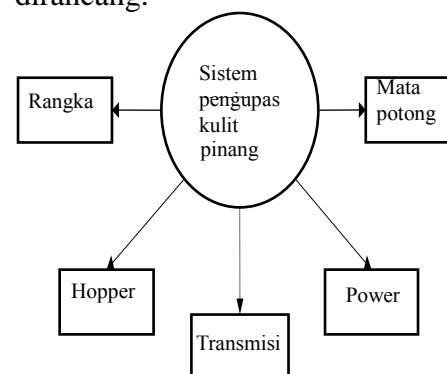 dirancang:
Sistem
pengupas
kulit
pinang
Rangka
Mata
potong
Hopper
Power
Transmisi